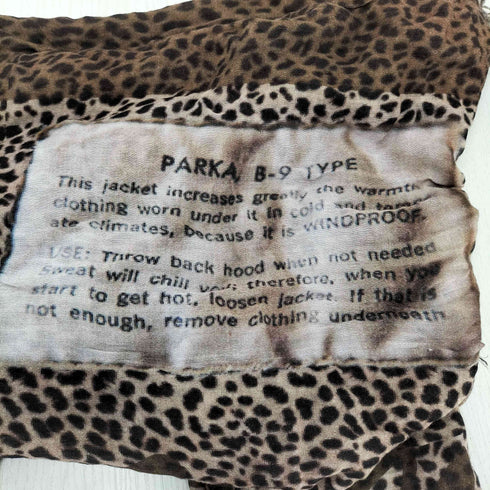 PARKA, B-9 TYPE
This jacket increases greatly the warmth
clothing worn under it in cold and temper
ate climates, because it is WINDPROOF.
USE: Throw back hood when not needed
sweat will chill you; therefore, when you
start to get hot, loosen jacket. If that is
not enough, remove clothing underneath